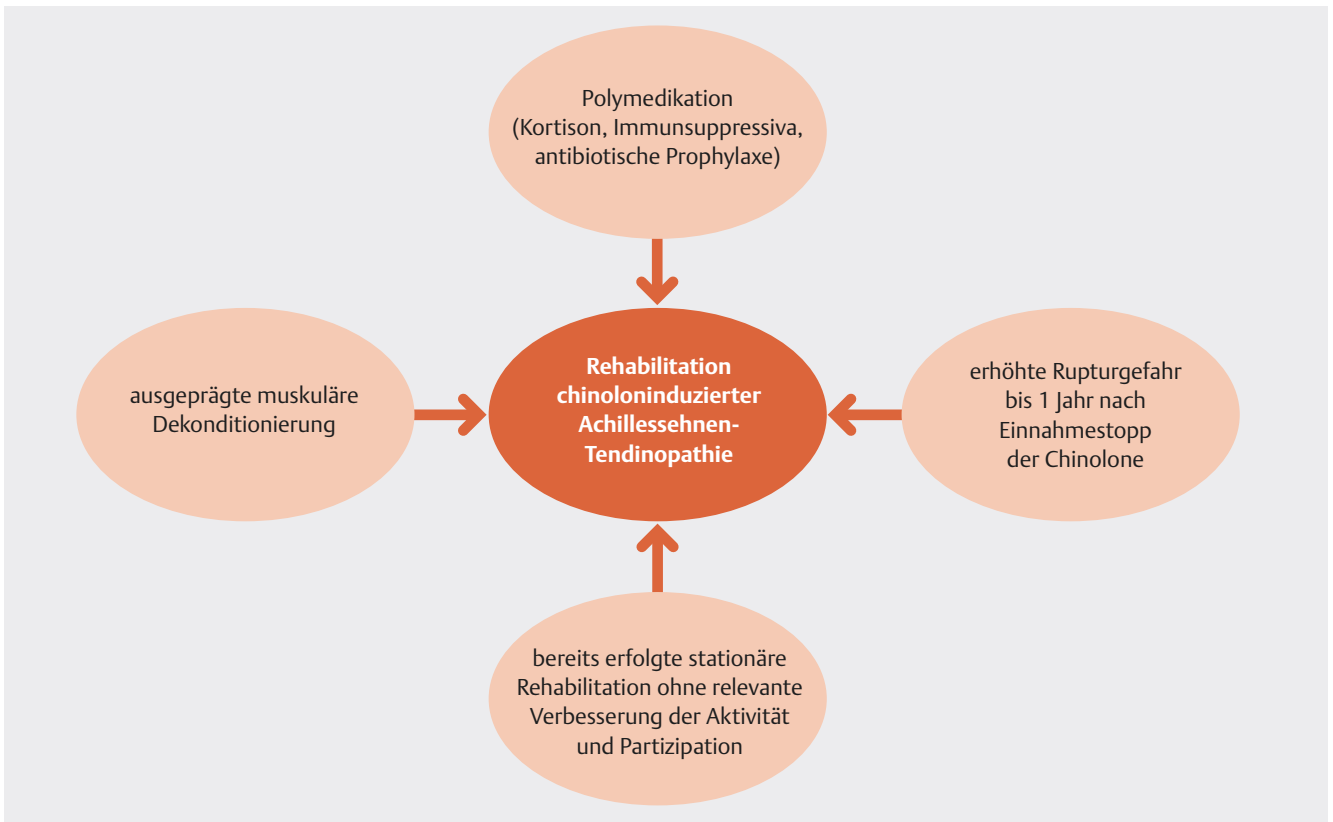 Polymedikation
(Kortison, Immunsuppressiva,
antibiotische Prophylaxe)
ausgeprägte muskuläre
Dekonditionierung
Rehabilitation
chinoloninduzierter
Achillessehnen-
Tendinopathie
erhöhte Rupturgefahr
bis 1 Jahr nach
Einnahmestopp
der Chinolone
bereits erfolgte stationäre
Rehabilitation ohne relevante
Verbesserung der Aktivität
und Partizipation